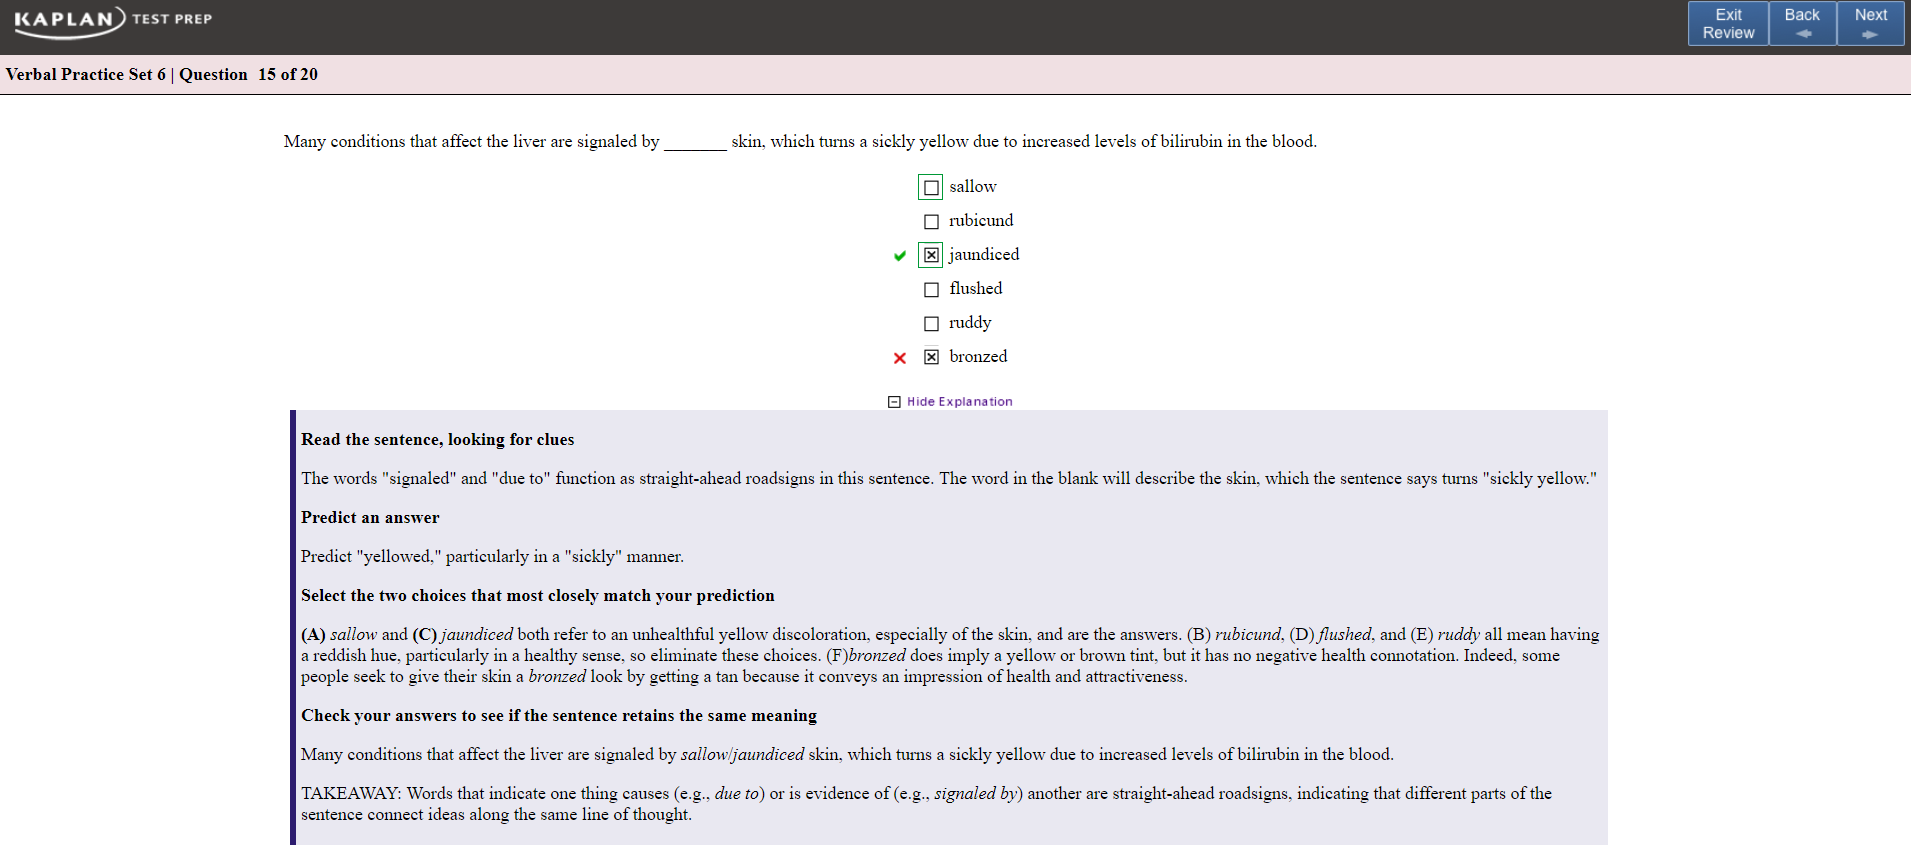 KAPLAN TEST PREP
Exit Review
Back
Next
Verbal Practice Set 6 | Question 15 of 20
Many conditions that affect the liver are signaled by _______ skin, which turns a sickly yellow due to increased levels of bilirubin in the blood.
sallow
rubicund
jaundiced
flushed
ruddy
bronzed
Hide Explanation
Read the sentence, looking for clues
The words "signaled" and "due to" function as straight-ahead roadsigns in this sentence. The word in the blank will describe the skin, which the sentence says turns "sickly yellow."
Predict an answer
Predict "yellowed," particularly in a "sickly" manner.
Select the two choices that most closely match your prediction
(A) sallow and (C) jaundiced both refer to an unhealthful yellow discoloration, especially of the skin, and are the answers. (B) rubicund, (D) flushed, and (E) ruddy all mean having
a reddish hue, particularly in a healthy sense, so eliminate these choices. (F)bronzed does imply a yellow or brown tint, but it has no negative health connotation. Indeed, some
people seek to give their skin a bronzed look by getting a tan because it conveys an impression of health and attractiveness.
Check your answers to see if the sentence retains the same meaning
Many conditions that affect the liver are signaled by sallow/jaundiced skin, which turns a sickly yellow due to increased levels of bilirubin in the blood.
TAKEAWAY: Words that indicate one thing causes (e.g., due to) or is evidence of (e.g., signaled by) another are straight-ahead roadsigns, indicating that different parts of the
sentence connect ideas along the same line of thought.